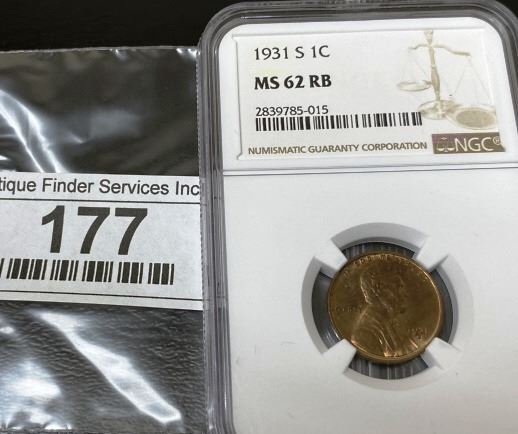 1931 S 1C
MS 62 RB
2839785-015
NUMISMATIC GUARANTY CORPORATION NGC®
tique Finder Services Inc
177